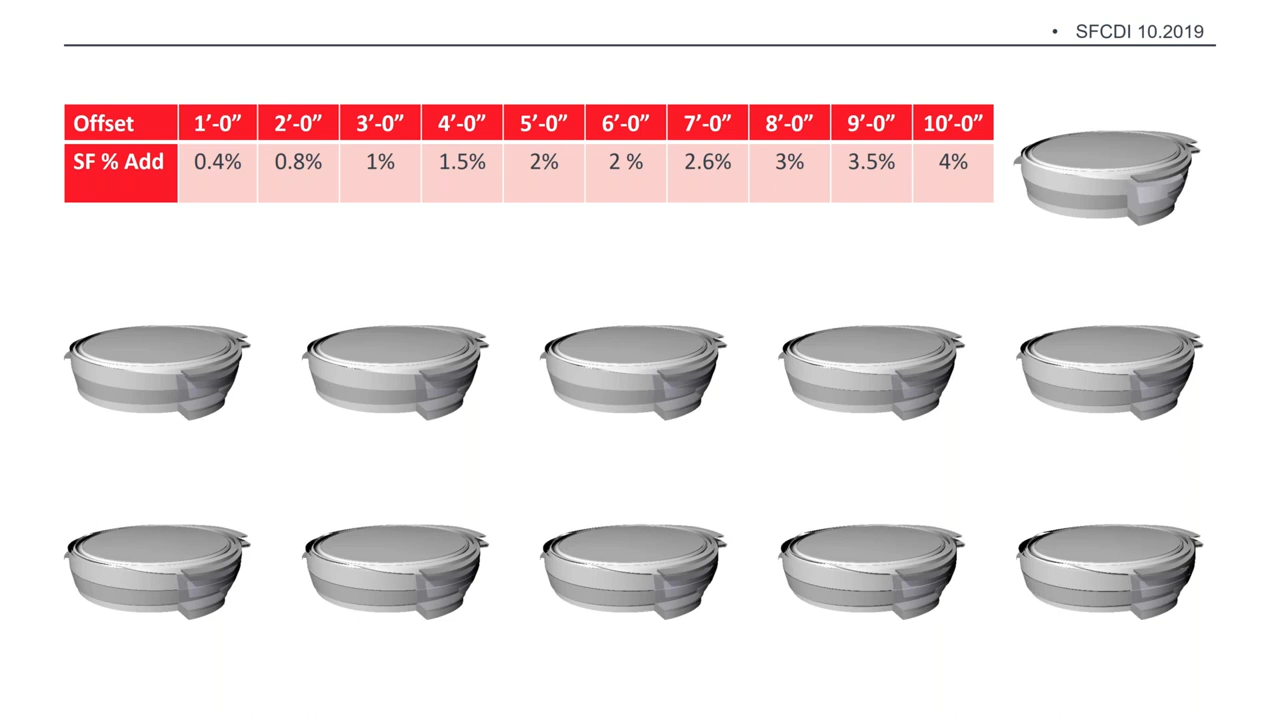 • SFCDI 10.2019
Offset 1’-0” 2’-0” 3’-0” 4’-0” 5’-0” 6’-0” 7’-0” 8’-0” 9’-0” 10’-0”
SF % Add 0.4% 0.8% 1% 1.5% 2% 2 % 2.6% 3% 3.5% 4%